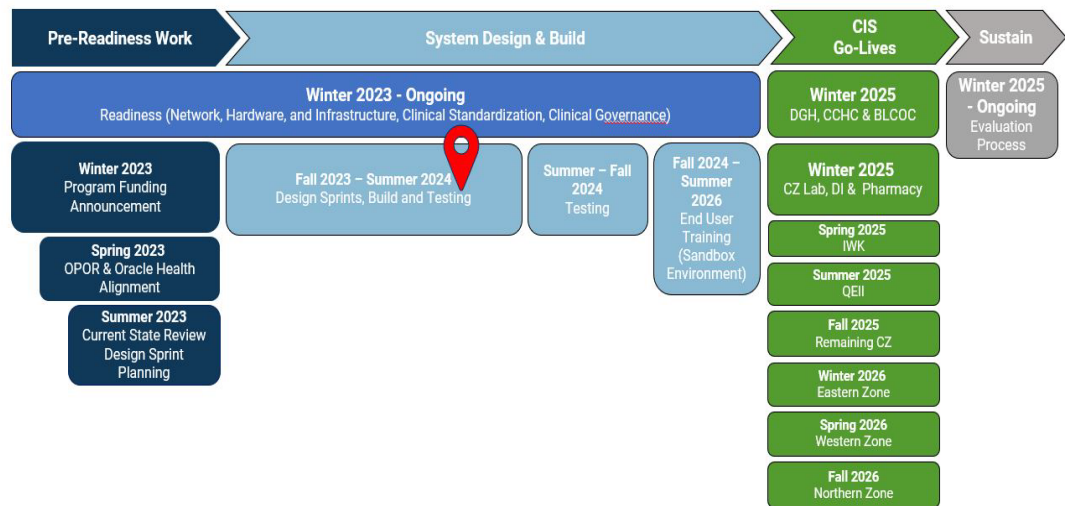 Pre-Readiness Work
System Design & Build
CIS
Go-Lives
Sustain
Winter 2023 - Ongoing
Readiness (Network, Hardware, and Infrastructure, Clinical Standardization, Clinical Governance)
Winter 2025
DGH, CCHC & BLCOC
Winter 2025
- Ongoing
Evaluation
Process
Winter 2023
Program Funding
Announcement
Fall 2023 – Summer 2024
Design Sprints, Build and Testing
Summer – Fall
2024
Testing
Fall 2024 –
Summer
2026
End User
Training
(Sandbox
Environment)
Winter 2025
CZ Lab, DI & Pharmacy
Spring 2023
OPOR & Oracle Health
Alignment
Spring 2025
IWK
Summer 2025
QEII
Summer 2023
Current State Review
Design Sprint
Planning
Fall 2025
Remaining CZ
Winter 2026
Eastern Zone
Spring 2026
Western Zone
Fall 2026
Northern Zone